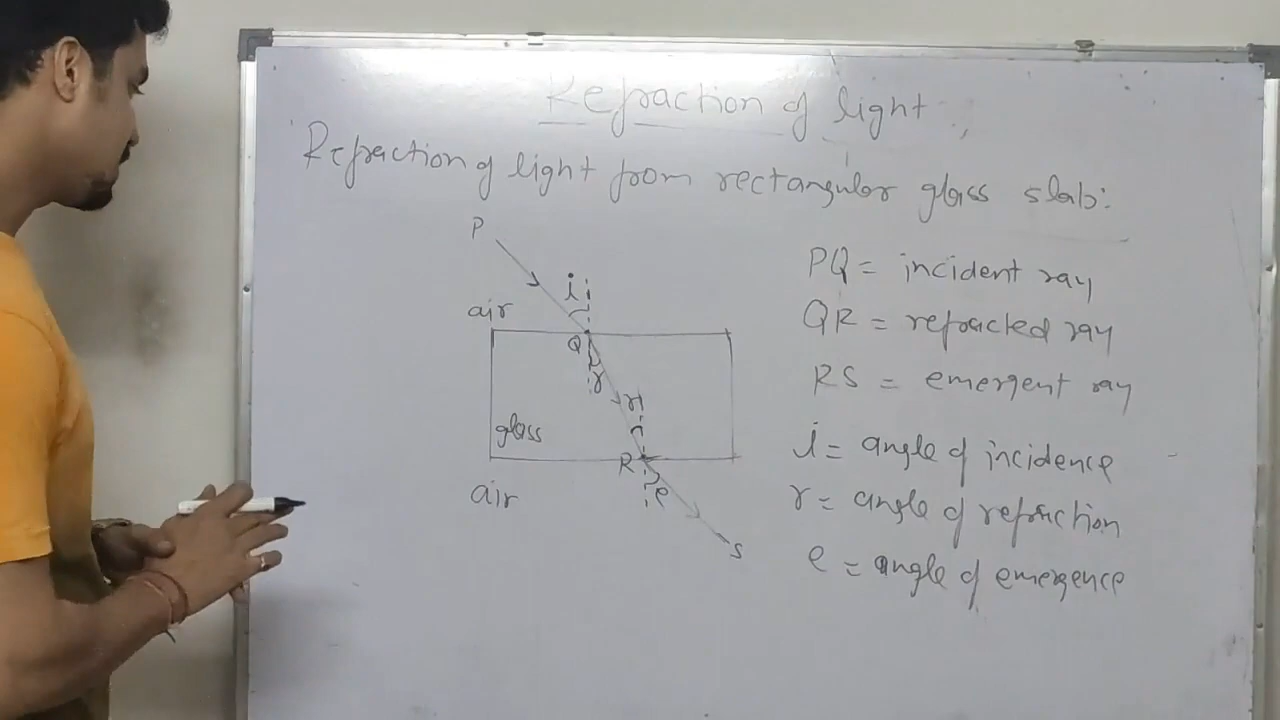 Refraction of light
Refraction of light from rectangular glass slab:
P
i
air
Q
r
r1
glass
R
e
air
S
PQ = incident ray
QR = refracted ray
RS = emergent ray
i = angle of incidence
r = angle of refraction
e = angle of emergence